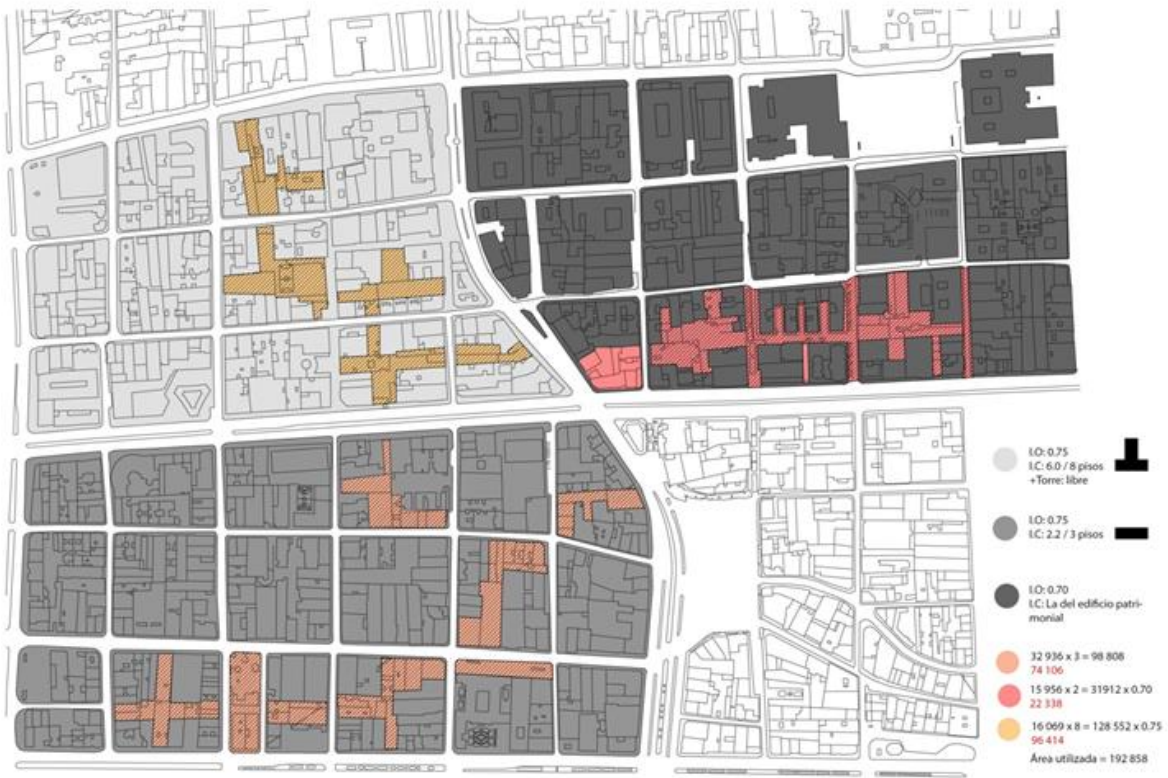 I.O: 0.75
I.C: 6.0 / 8 pisos
+Torre: libre
I.O: 0.75
I.C: 2.2 / 3 pisos
I.O: 0.70
I.C: La del edificio patri-
monial
32 936 x 3 = 98 808
74 106
15 956 x 2 = 31912 x 0.70
22 338
16 069 x 8 = 128 552 x 0.75
96 414
Área utilizada = 192 858